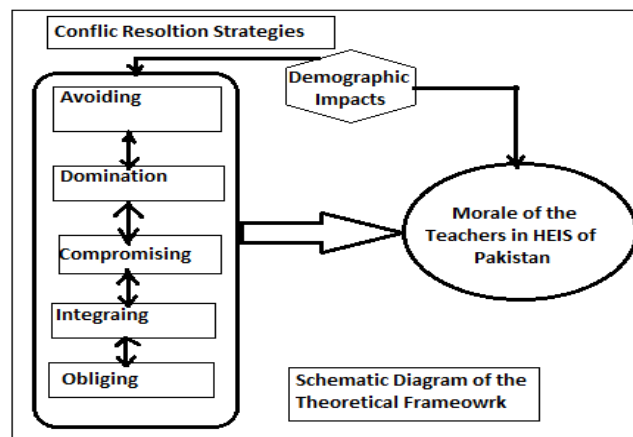 Conflic Resoltion Strategies
Demographic
Impacts
Avoiding
Domination
Compromising
Integraing
Obliging
Morale of the
Teachers in HEIS of
Pakistan
Schematic Diagram of the
Theoretical Frameowrk